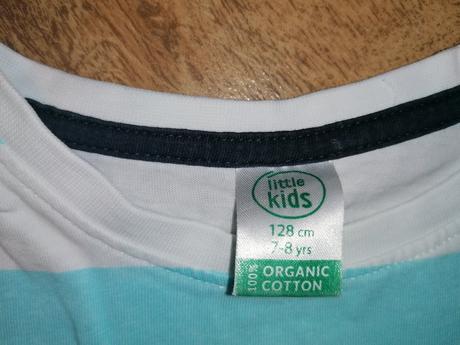 little
kids
128 cm
7-8 yrs
100% ORGANIC
COTTON